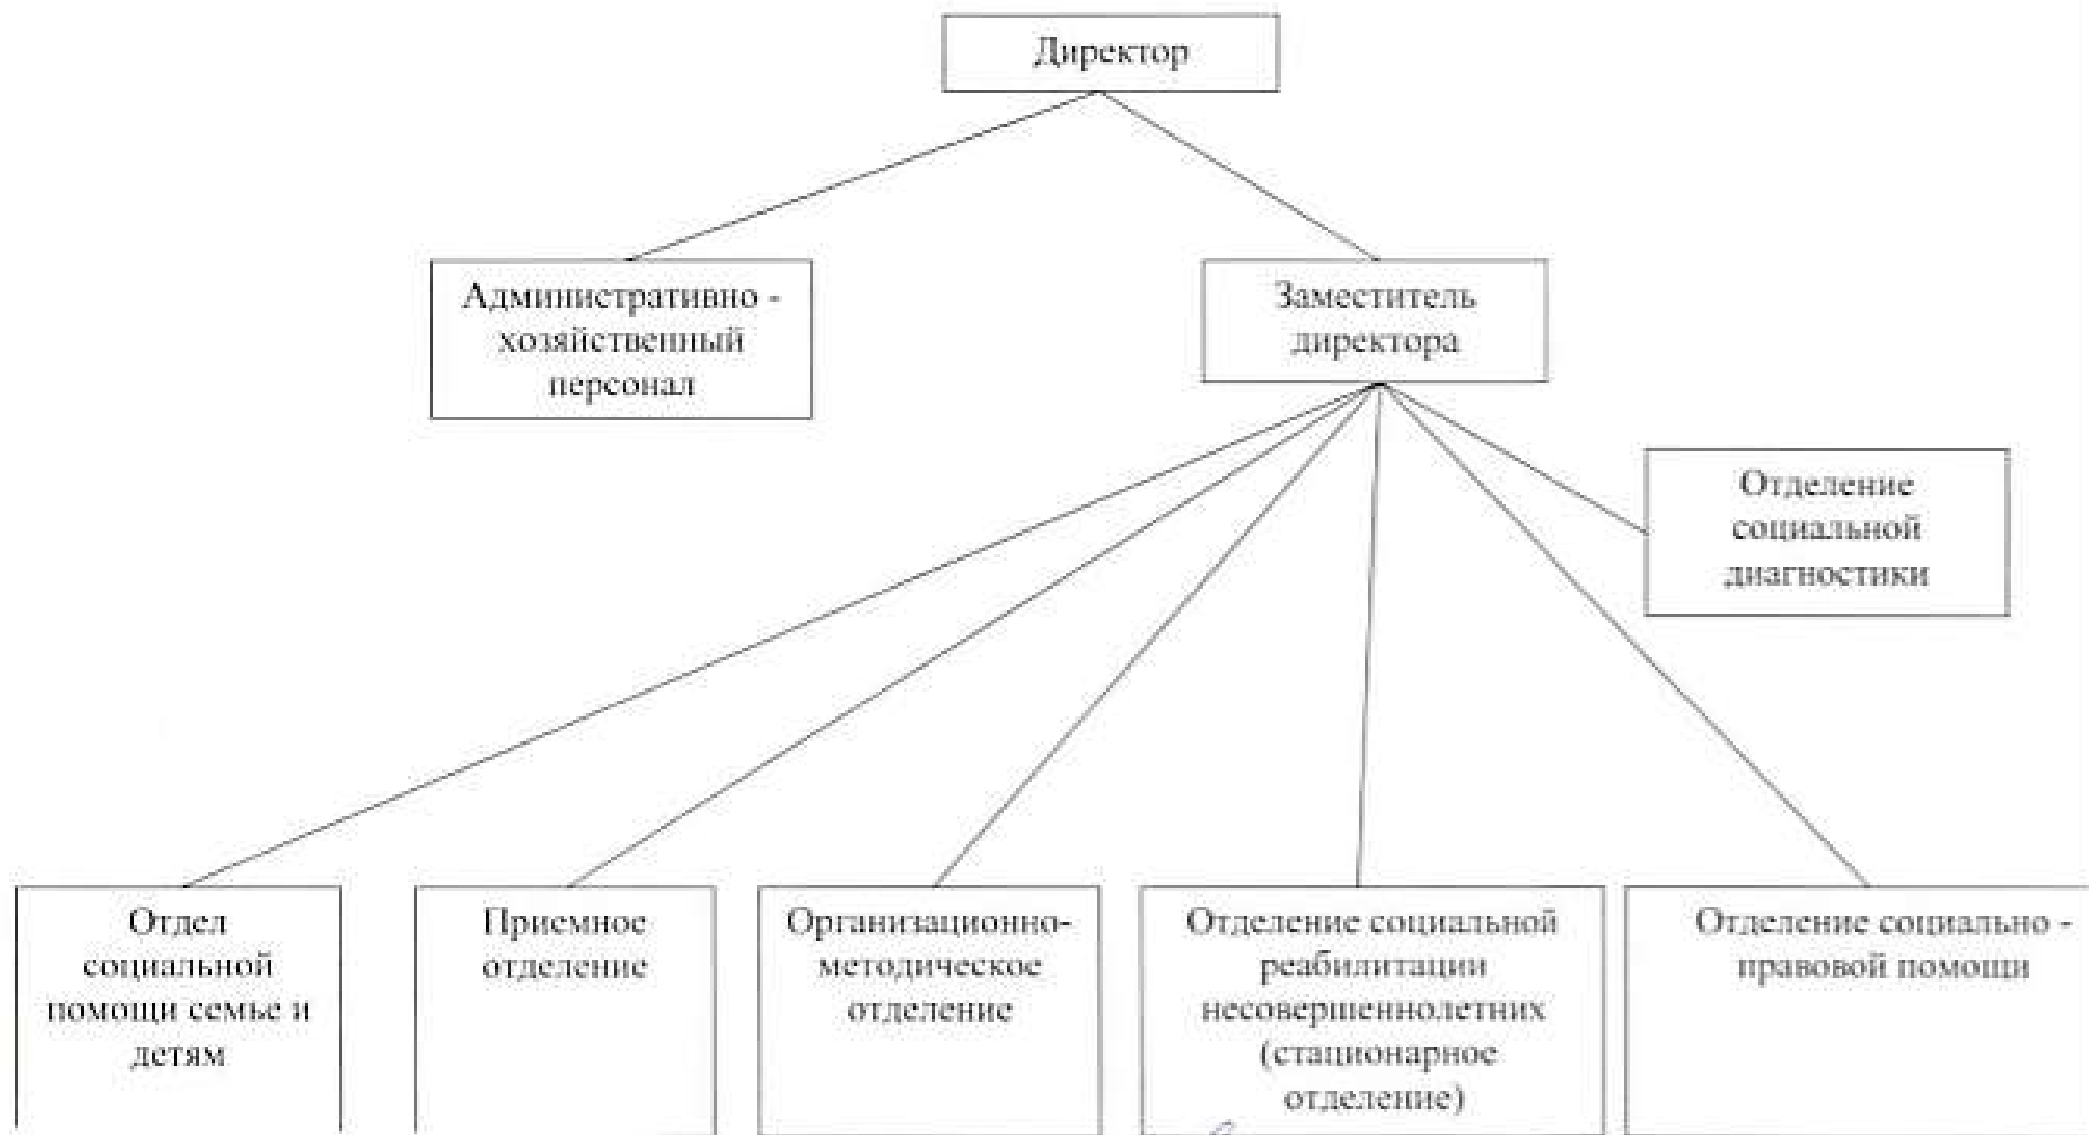 Директор
Административно -
хозяйственный
персонал
Заместитель
директора
Отделение
социальной
диагностики
Отдел
социальной
помощи семье и
детям
Приемное
отделение
Организационно-
методическое
отделение
Отделение социальной
реабилитации
несовершеннолетних
(стационарное
отделение)
Отделение социально -
правовой помощи